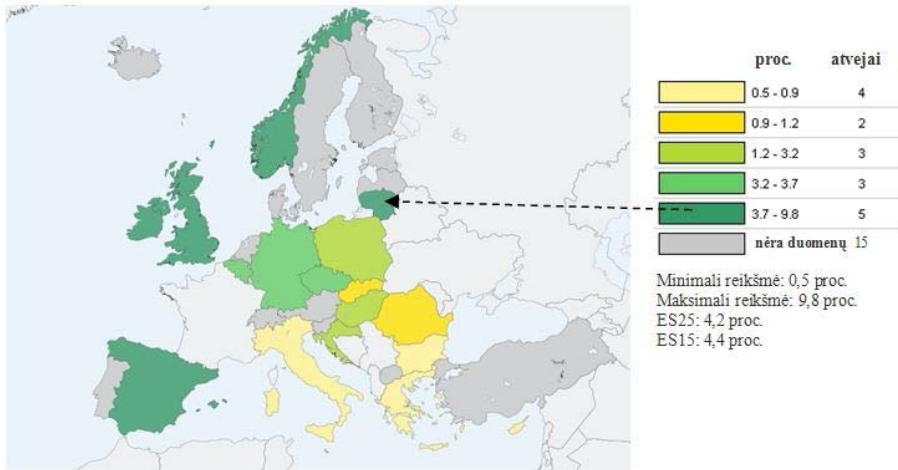 proc. atvejai
0.5 - 0.9 4
0.9 - 1.2 2
1.2 - 3.2 3
3.2 - 3.7 3
3.7 - 9.8 5
nėra duomenų 15
Minimali reikšmė: 0,5 proc.
Maksimali reikšmė: 9,8 proc.
ES25: 4,2 proc.
ES15: 4,4 proc.